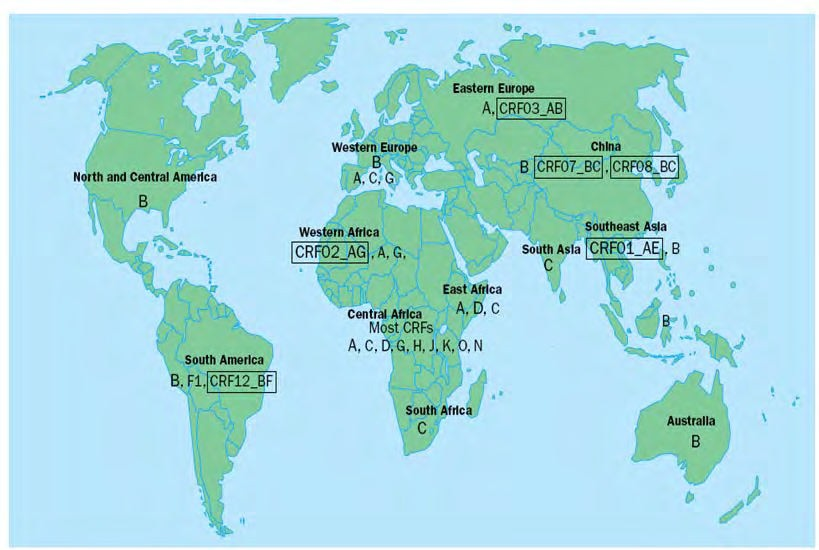 Eastern Europe
A, CRF03_AB
Western Europe
B
A, C, G
China
B CRF07_BC, CRF08_BC
North and Central America
B
Western Africa
CRF02_AG, A, G,
Southeast Asia
CRF01_AE, B
South Asia
C
East Africa
A, D, C
Central Africa
Most CRFs
A, C, D, G, H, J, K, O, N
B
South America
B, F1, CRF12_BF
South Africa
C
Australia
B